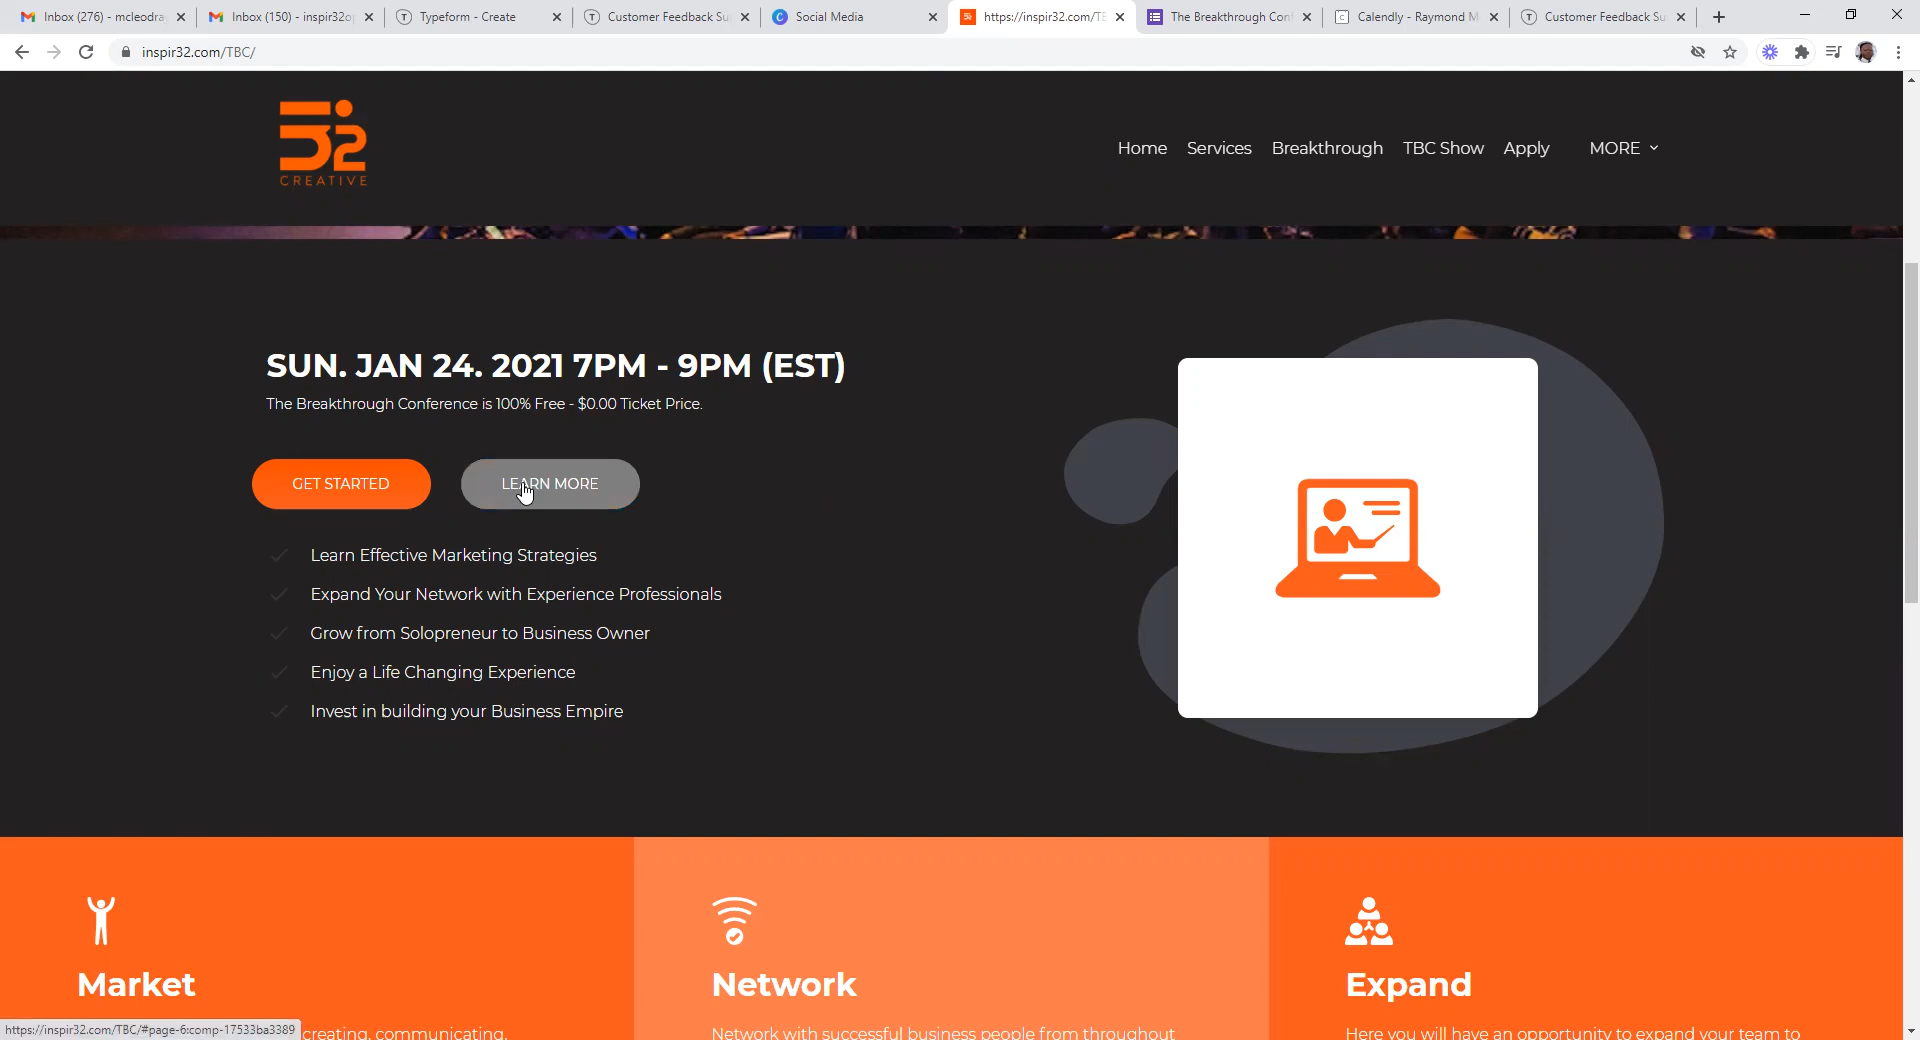 Inbox (276) - mcleodra
Inbox (150) - inspir32o
Typeform - Create
Customer Feedback Su
Social Media
https://inspir32.com/TB
The Breakthrough Conf
Calendly - Raymond M
Customer Feedback Su
inspir32.com/TBC/
32
CREATIVE
Home Services Breakthrough TBC Show Apply MORE
SUN. JAN 24. 2021 7PM - 9PM (EST)
The Breakthrough Conference is 100% Free - $0.00 Ticket Price.
GET STARTED
LEARN MORE
Learn Effective Marketing Strategies
Expand Your Network with Experience Professionals
Grow from Solopreneur to Business Owner
Enjoy a Life Changing Experience
Invest in building your Business Empire
Market
Network
Expand
creating, communicating,
Network with successful business people from throughout
Here you will have an opportunity to expand your team to
https://inspir32.com/TBC/#page-6:comp-17533ba3389